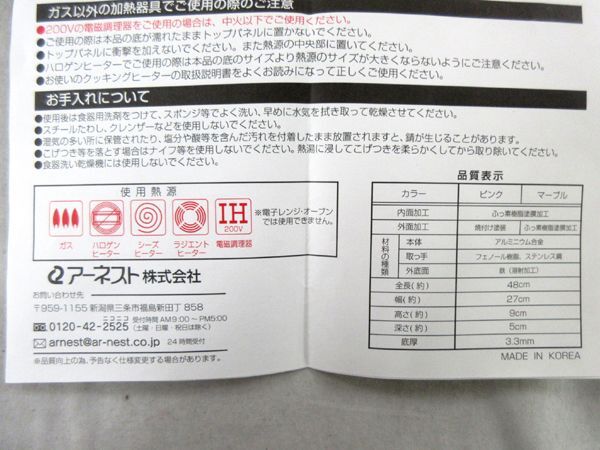 ガス以外の加熱器具でご使用の際のご注意
●200Vの電磁調理器をご使用の場合は、中火以下でご使用ください。
●ご使用の際は本品の底が濡れたままトップパネルに置かないでください。
●トップパネルに衝撃を加えないでください。また熱源の中央部に置いてください。
●ハロゲンヒーターでご使用の際は本品の底のサイズより熱源のサイズが大きくならないようにご注意ください。
●お使いのクッキングヒーターの取扱説明書をよくお読みになって正しくご使用ください。
お手入れについて
●使用後は食器用洗剤をつけて、スポンジ等でよく洗い、早めに水気を拭き取って乾燥させてください。
●スチールたわし、クレンザーなどを使用しないでください。
●湿気の多い所に保管されたり、塩分や酸等を含んだ汚れを付着したまま放置されますと、錆が生じることがあります。
●こげつき等を落とす場合はナイフ等を使用しないでください。熱湯に浸してこげつきを柔らかくしてから取り除いてください。
●食器洗い乾燥機には使用しないでください。
使用熱源
ガス
ハロゲンヒーター
シーズヒーター
ラジエントヒーター
IH 200V
電磁調理器
※電子レンジ・オーブンでは使用できません。
アーネスト株式会社
お問い合わせ先
〒959-1155 新潟県三条市福島新田丁 858
ニコニコ
0120-42-2525 受付時間 AM9:00〜PM5:00 (土曜・日曜・祝日は除く)
arnest@ar-nest.co.jp 24時間受付
※品質向上の為、予告なく仕様変更する場合があります。
品質表示
カラー ピンク マーブル
内面加工 ふっ素樹脂塗膜加工
外面加工 焼付け塗装 ふっ素樹脂塗膜加工
材料の種類
本体 アルミニウム合金
取っ手 フェノール樹脂、ステンレス鋼
外底面 鉄 (溶射加工)
全長(約) 48cm
幅(約) 27cm
高さ(約) 9cm
深さ(約) 5cm
底厚 3.3mm
MADE IN KOREA